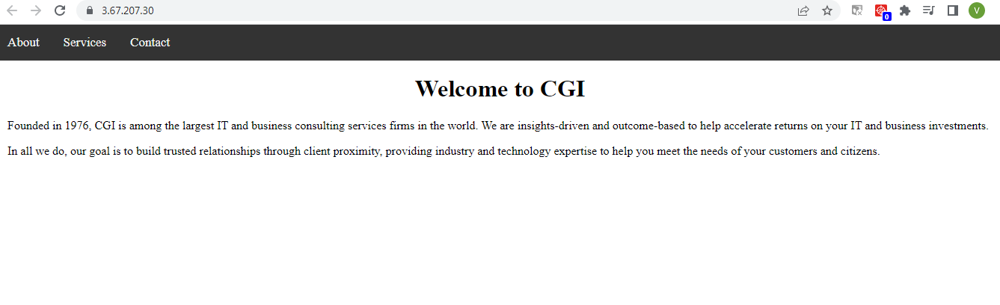 3.67.207.30
0
V
About Services Contact
Welcome to CGI
Founded in 1976, CGI is among the largest IT and business consulting services firms in the world. We are insights-driven and outcome-based to help accelerate returns on your IT and business investments.
In all we do, our goal is to build trusted relationships through client proximity, providing industry and technology expertise to help you meet the needs of your customers and citizens.